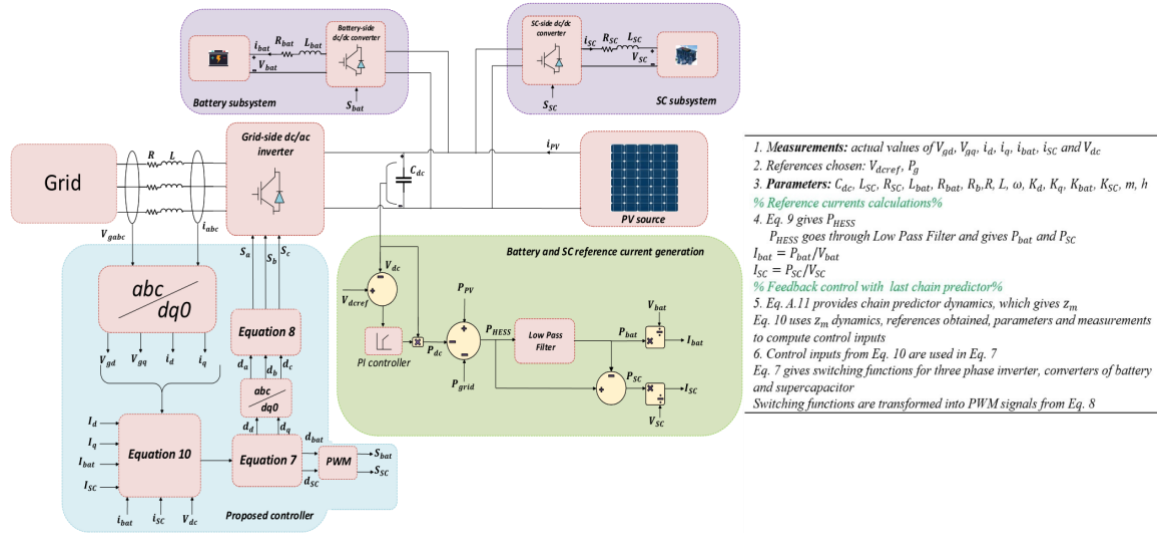 Battery-side
dc/dc converter
i_bat
R_bat
L_bat
V_bat
S_bat
Battery subsystem
SC-side
dc/dc
converter
i_SC
R_SC
L_SC
V_SC
S_SC
SC subsystem
Grid
R
L
Grid-side dc/ac
inverter
C_dc
i_PV
PV source
V_gabc
i_abc
S_a
S_b
S_c
abc
dq0
V_gd
V_gq
i_d
i_q
Equation 8
d_a
d_b
d_c
abc
dq0
d_d
d_q
I_d
I_q
I_bat
I_SC
Equation 10
Equation 7
d_bat
d_SC
PWM
S_bat
S_SC
i_bat
i_SC
V_dc
Proposed controller
Battery and SC reference current generation
V_dc
V_dcref
+
−
PI controller
×
P_dc
P_PV
+
−
−
P_grid
P_HESS
Low Pass
Filter
P_bat
V_bat
×
÷
I_bat
+
−
P_SC
×
÷
I_SC
V_SC
1. Measurements: actual values of V_gd, V_gq, i_d, i_q, i_bat, i_SC and V_dc
2. References chosen: V_dcref, P_g
3. Parameters: C_dc, L_SC, R_SC, L_bat, R_bat, R_b, R, L, ω, K_d, K_q, K_bat, K_SC, m, h
% Reference currents calculations%
4. Eq. 9 gives P_HESS
P_HESS goes through Low Pass Filter and gives P_bat and P_SC
I_bat = P_bat/V_bat
I_SC = P_SC/V_SC
% Feedback control with last chain predictor%
5. Eq. A.11 provides chain predictor dynamics, which gives z_m
Eq. 10 uses z_m dynamics, references obtained, parameters and measurements
to compute control inputs
6. Control inputs from Eq. 10 are used in Eq. 7
Eq. 7 gives switching functions for three phase inverter, converters of battery
and supercapacitor
Switching functions are transformed into PWM signals from Eq. 8